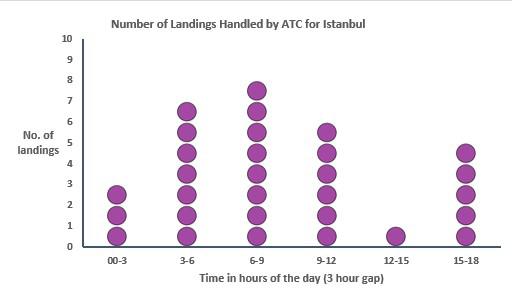 Number of Landings Handled by ATC for Istanbul
10
9
8
7
6
5
4
3
2
1
0
No. of
landings
00-3 3-6 6-9 9-12 12-15 15-18
Time in hours of the day (3 hour gap)